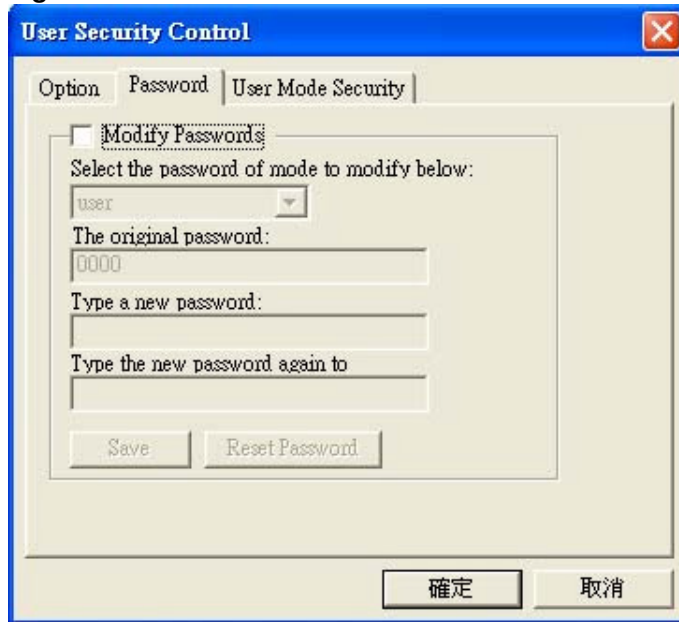 User Security Control
Option Password User Mode Security
Modify Passwords
Select the password of mode to modify below:
user
The original password:
0000
Type a new password:
Type the new password again to
Save Reset Password
確定 取消